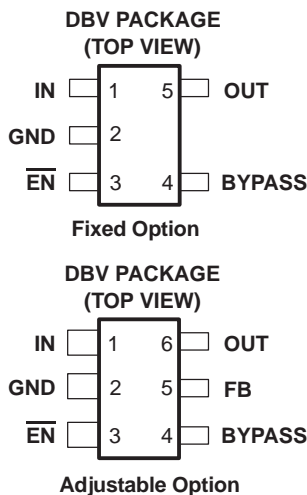 DBV PACKAGE
(TOP VIEW)
IN 1 5 OUT
GND 2
EN 3 4 BYPASS
Fixed Option
DBV PACKAGE
(TOP VIEW)
IN 1 6 OUT
GND 2 5 FB
EN 3 4 BYPASS
Adjustable Option